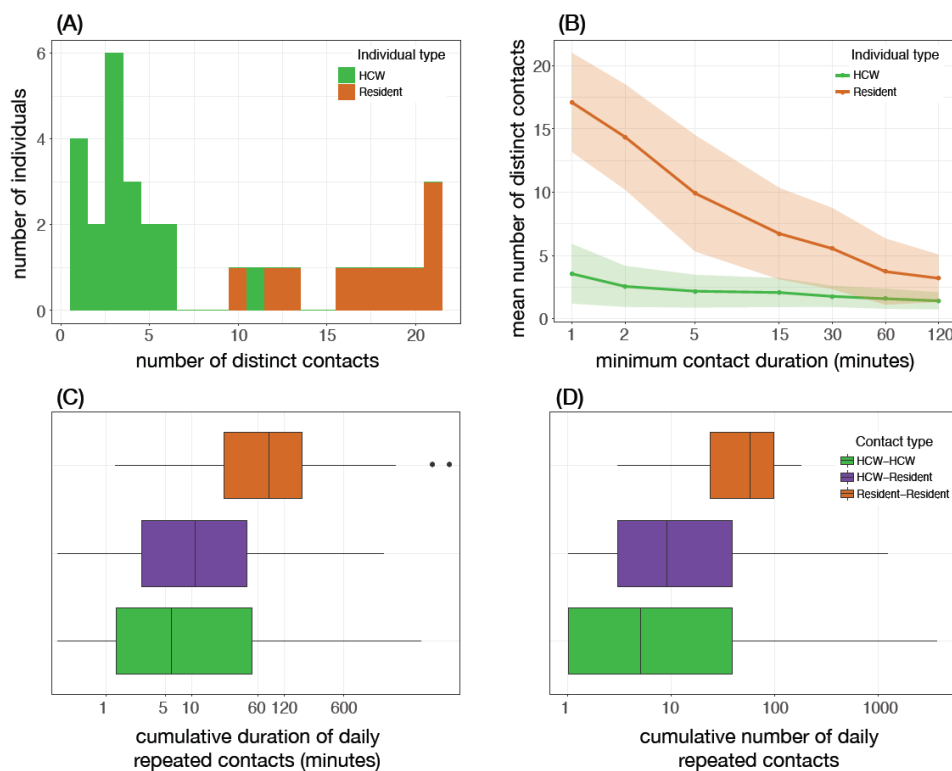 (A)
Individual type
HCW
Resident
number of individuals
6
4
2
0
0
5
10
15
20
number of distinct contacts
(B)
Individual type
HCW
Resident
mean number of distinct contacts
20
15
10
5
0
1
2
5
15
30
60
120
minimum contact duration (minutes)
(C)
1
5
10
60
120
600
cumulative duration of daily
repeated contacts (minutes)
(D)
Contact type
HCW–HCW
HCW–Resident
Resident–Resident
1
10
100
1000
cumulative number of daily
repeated contacts